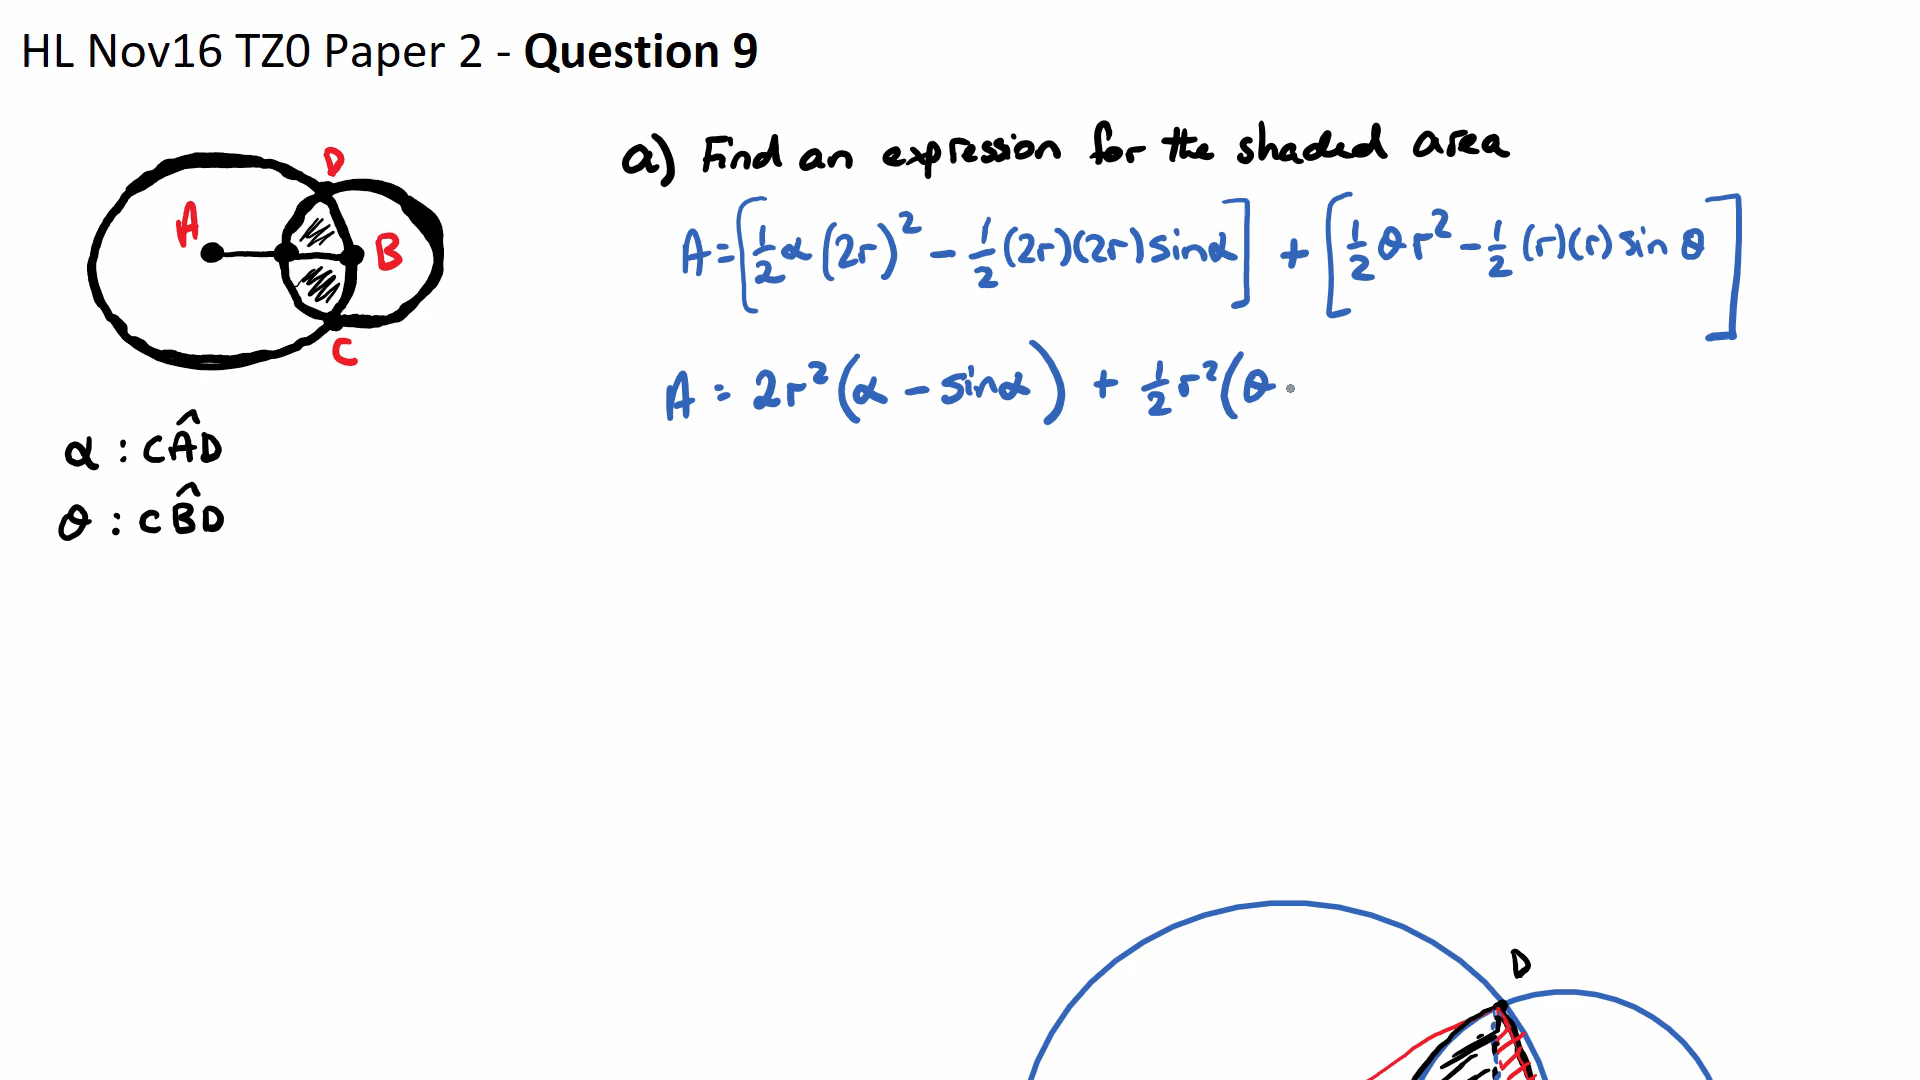 HL Nov16 TZ0 Paper 2 - Question 9
a) Find an expression for the shaded area
A = [½α(2r)² - ½(2r)(2r)sinα] + [½θr² - ½(r)(r)sin θ]
A = 2r²(α - sinα) + ½r²(θ
D
A
B
C
α : CÂD
θ : CB̂D
D